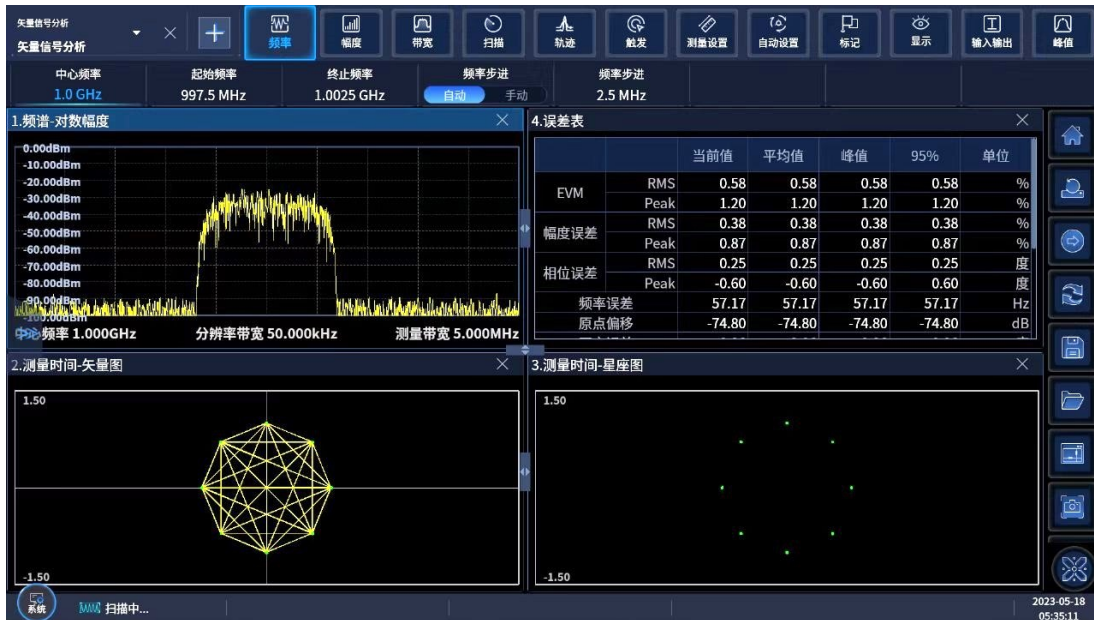 矢量信号分析
矢量信号分析
频率
幅度
带宽
扫描
轨迹
触发
测量设置
自动设置
标记
显示
输入输出
峰值
中心频率
1.0 GHz
起始频率
997.5 MHz
终止频率
1.0025 GHz
频率步进
自动 手动
频率步进
2.5 MHz
1.频谱-对数幅度
0.00dBm
-10.00dBm
-20.00dBm
-30.00dBm
-40.00dBm
-50.00dBm
-60.00dBm
-70.00dBm
-80.00dBm
-90.00dBm
-100.00dBm
中心频率 1.000GHz 分辨率带宽 50.000kHz 测量带宽 5.000MHz
4.误差表
当前值 平均值 峰值 95% 单位
EVM RMS 0.58 0.58 0.58 0.58 %
Peak 1.20 1.20 1.20 1.20 %
幅度误差 RMS 0.38 0.38 0.38 0.38 %
Peak 0.87 0.87 0.87 0.87 %
相位误差 RMS 0.25 0.25 0.25 0.25 度
Peak -0.60 -0.60 -0.60 0.60 度
频率误差 57.17 57.17 57.17 57.17 Hz
原点偏移 -74.80 -74.80 -74.80 -74.80 dB
2.测量时间-矢量图
1.50
-1.50
3.测量时间-星座图
1.50
-1.50
系统
扫描中...
2023-05-18
05:35:11